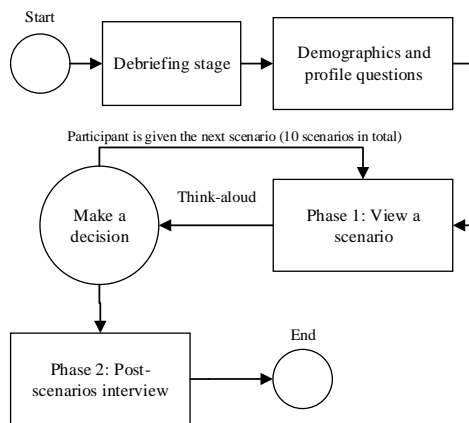 Start
Debriefing stage
Demographics and
profile questions
Participant is given the next scenario (10 scenarios in total)
Think-aloud
Make a
decision
Phase 1: View a
scenario
Phase 2: Post-
scenarios interview
End